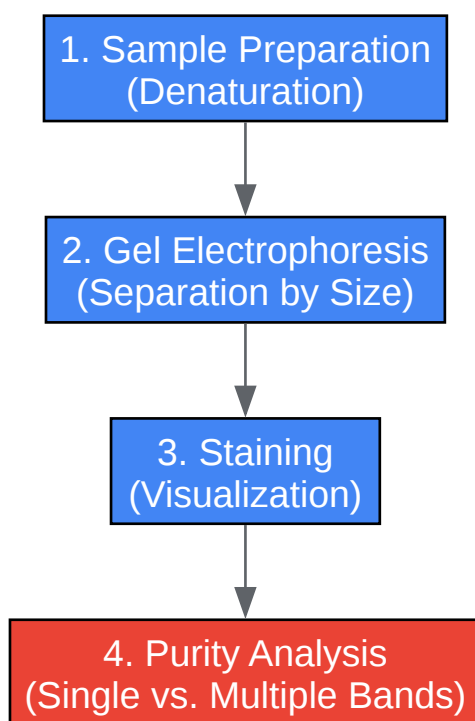 1. Sample Preparation
(Denaturation)
2. Gel Electrophoresis
(Separation by Size)
3. Staining
(Visualization)
4. Purity Analysis
(Single vs. Multiple Bands)